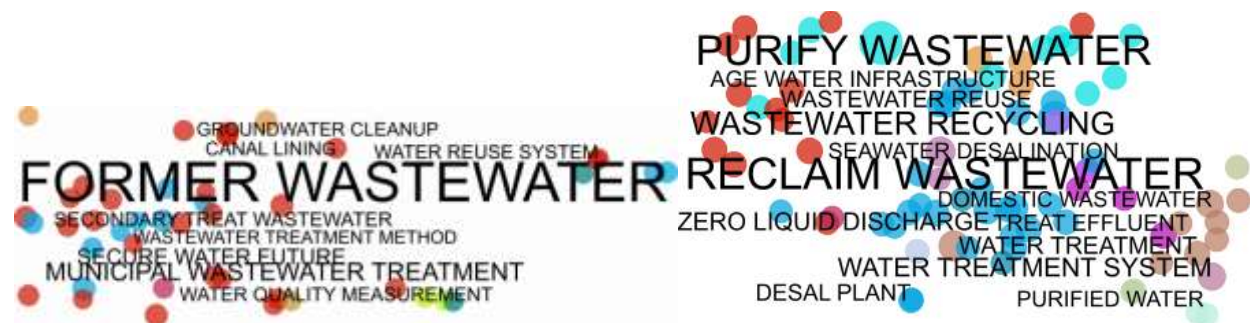 GROUNDWATER CLEANUP
CANAL LINING
WATER REUSE SYSTEM
FORMER WASTEWATER
SECONDARY TREAT WASTEWATER
WASTEWATER TREATMENT METHOD
SECURE WATER FUTURE
MUNICIPAL WASTEWATER TREATMENT
WATER QUALITY MEASUREMENT
PURIFY WASTEWATER
AGE WATER INFRASTRUCTURE
WASTEWATER REUSE
WASTEWATER RECYCLING
SEAWATER DESALINATION
RECLAIM WASTEWATER
DOMESTIC WASTEWATER
ZERO LIQUID DISCHARGE
TREAT EFFLUENT
WATER TREATMENT
WATER TREATMENT SYSTEM
DESAL PLANT
PURIFIED WATER